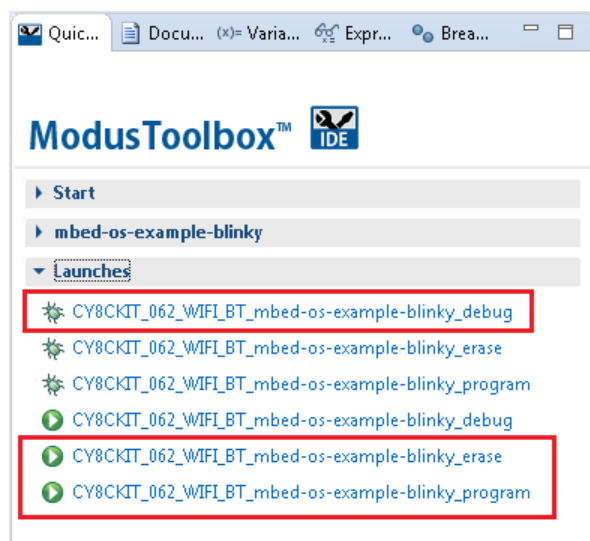 Quic... Docu... (x)= Varia... Expr... Brea...
ModusToolbox™ IDE
Start
mbed-os-example-blinky
Launches
CY8CKIT_062_WIFI_BT_mbed-os-example-blinky_debug
CY8CKIT_062_WIFI_BT_mbed-os-example-blinky_erase
CY8CKIT_062_WIFI_BT_mbed-os-example-blinky_program
CY8CKIT_062_WIFI_BT_mbed-os-example-blinky_debug
CY8CKIT_062_WIFI_BT_mbed-os-example-blinky_erase
CY8CKIT_062_WIFI_BT_mbed-os-example-blinky_program